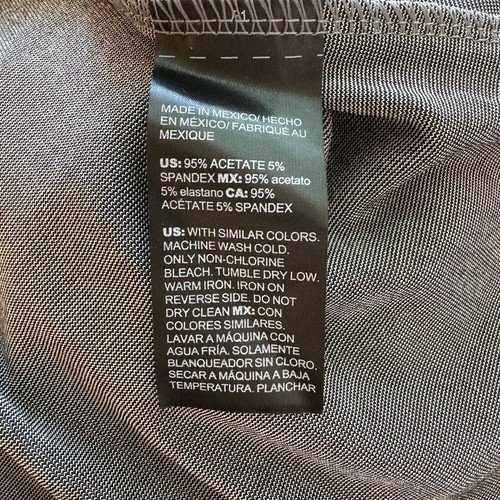 MADE IN MEXICO/ HECHO
EN MÉXICO/ FABRIQUÉ AU
MEXIQUE
US: 95% ACETATE 5%
SPANDEX MX: 95% acetato
5% elastano CA: 95%
ACÉTATE 5% SPANDEX
US: WITH SIMILAR COLORS.
MACHINE WASH COLD.
ONLY NON-CHLORINE
BLEACH. TUMBLE DRY LOW.
WARM IRON. IRON ON
REVERSE SIDE. DO NOT
DRY CLEAN MX: CON
COLORES SIMILARES.
LAVAR A MÁQUINA CON
AGUA FRÍA. SOLAMENTE
BLANQUEADOR SIN CLORO.
SECAR A MÁQUINA A BAJA
TEMPERATURA. PLANCHAR